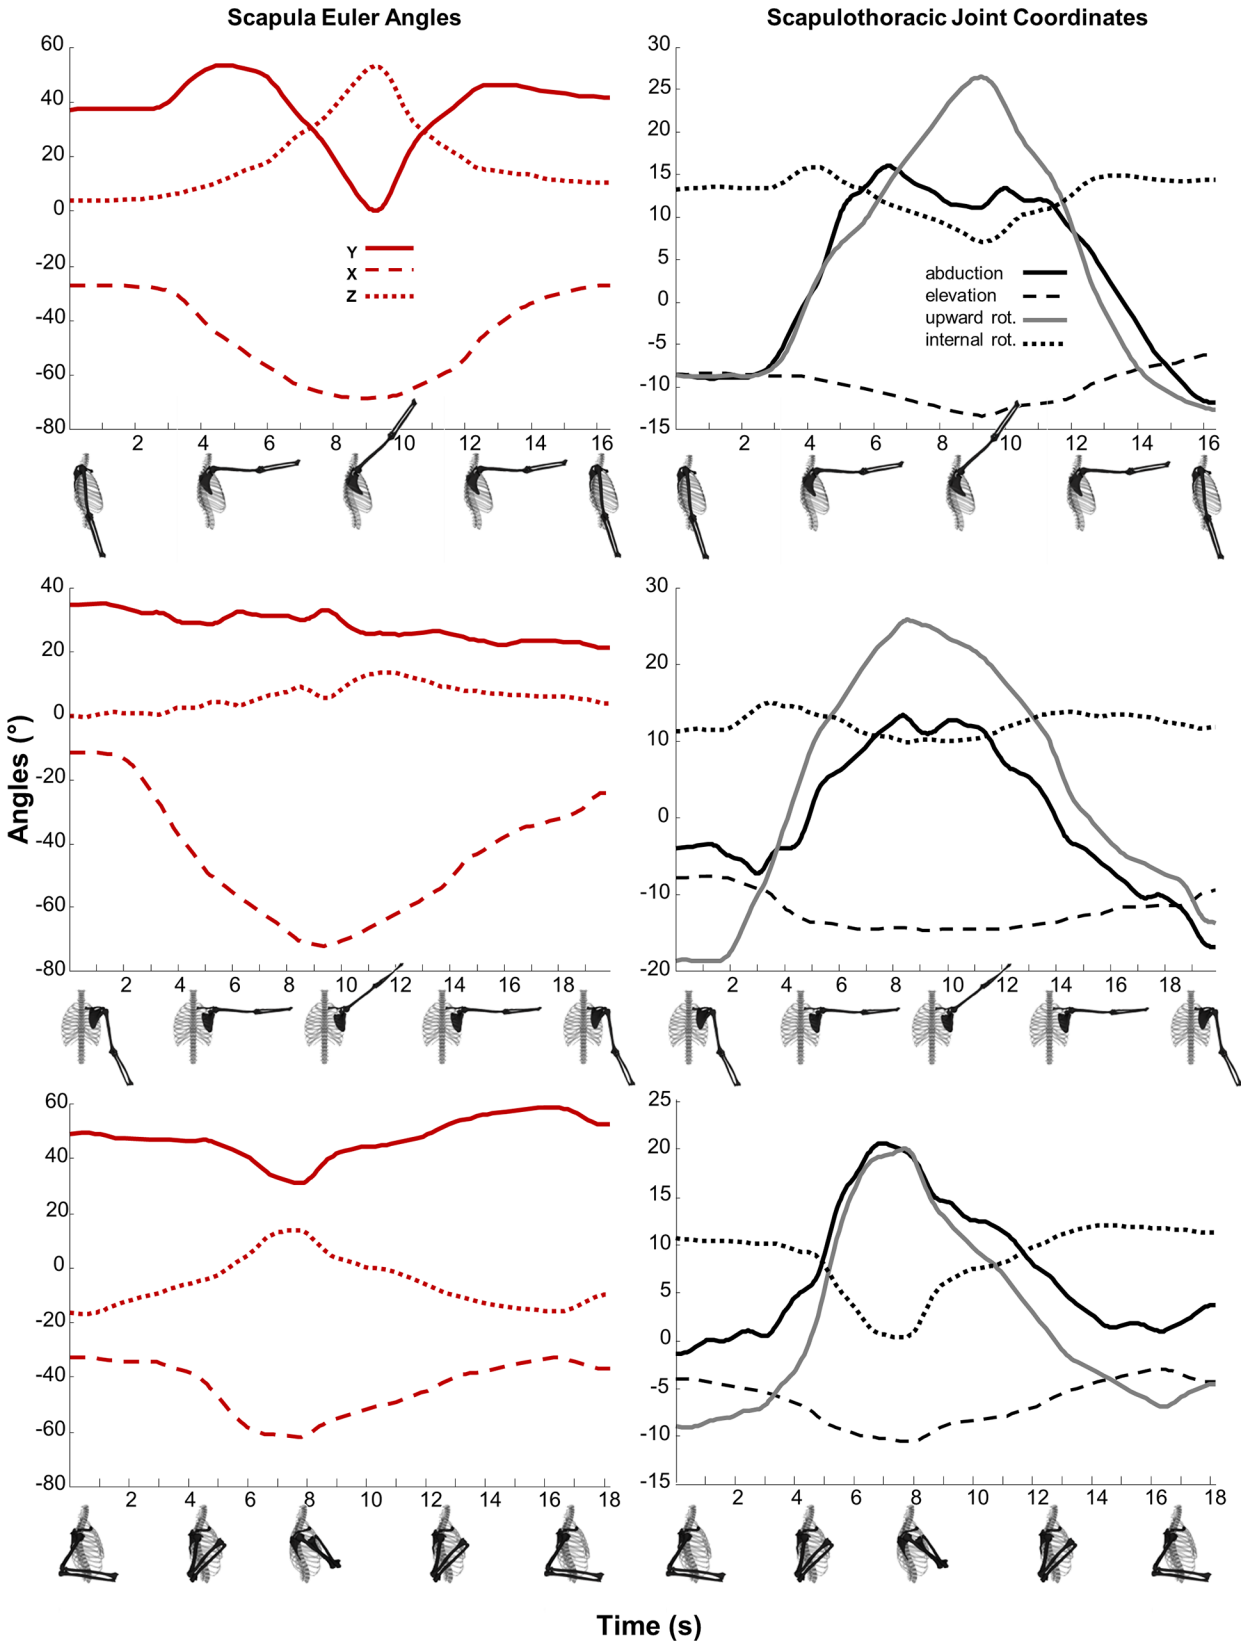 Scapula Euler Angles
Scapulothoracic Joint Coordinates
60
40
20
0
-20
-40
-60
-80
Y
X
Z
2 4 6 8 10 12 14 16
30
25
20
15
10
5
0
-5
-10
-15
abduction
elevation
upward rot.
internal rot.
2 4 6 8 10 12 14 16
Angles (°)
40
20
0
-20
-40
-60
-80
2 4 6 8 10 12 14 16 18
30
20
10
0
-10
-20
2 4 6 8 10 12 14 16 18
60
40
20
0
-20
-40
-60
-80
2 4 6 8 10 12 14 16 18
25
20
15
10
5
0
-5
-10
-15
2 4 6 8 10 12 14 16 18
Time (s)